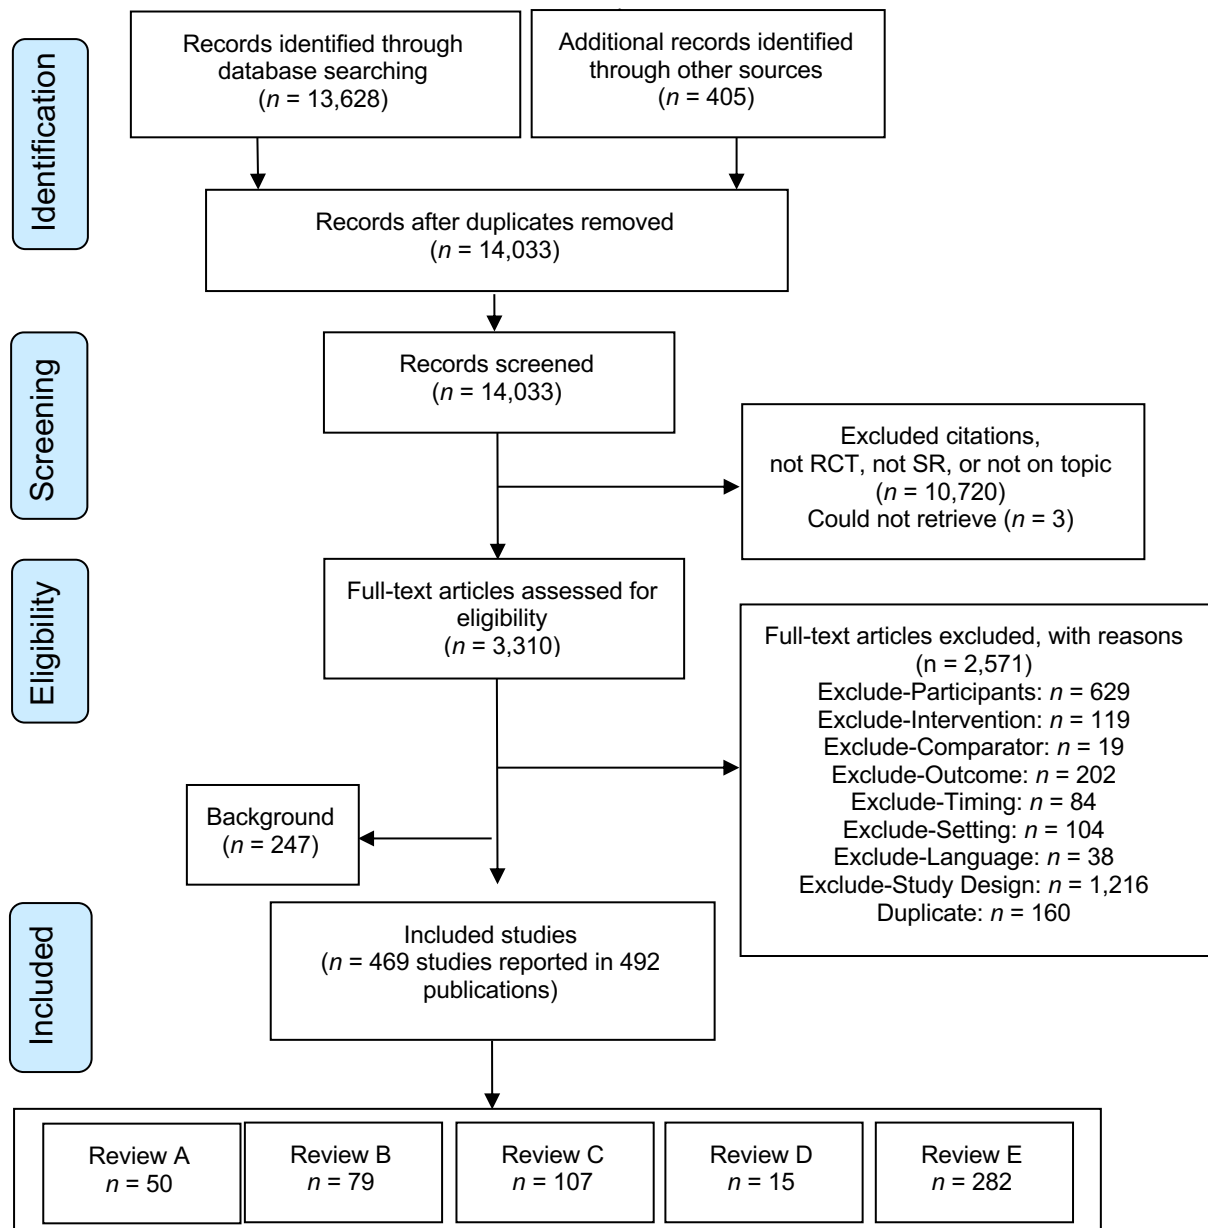 Identification
Records identified through
database searching
(n = 13,628)
Additional records identified
through other sources
(n = 405)
Records after duplicates removed
(n = 14,033)
Screening
Records screened
(n = 14,033)
Excluded citations,
not RCT, not SR, or not on topic
(n = 10,720)
Could not retrieve (n = 3)
Eligibility
Full-text articles assessed for
eligibility
(n = 3,310)
Full-text articles excluded, with reasons
(n = 2,571)
Exclude-Participants: n = 629
Exclude-Intervention: n = 119
Exclude-Comparator: n = 19
Exclude-Outcome: n = 202
Exclude-Timing: n = 84
Exclude-Setting: n = 104
Exclude-Language: n = 38
Exclude-Study Design: n = 1,216
Duplicate: n = 160
Background
(n = 247)
Included
Included studies
(n = 469 studies reported in 492
publications)
Review A
n = 50
Review B
n = 79
Review C
n = 107
Review D
n = 15
Review E
n = 282